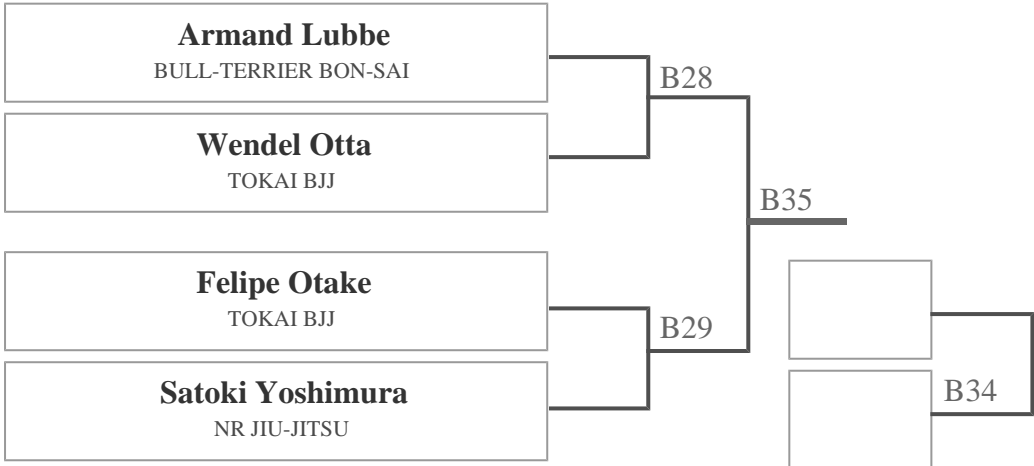 Armand Lubbe
BULL-TERRIER BON-SAI
B28
Wendel Otta
TOKAI BJJ
B35
Felipe Otake
TOKAI BJJ
B29
Satoki Yoshimura
NR JIU-JITSU
B34